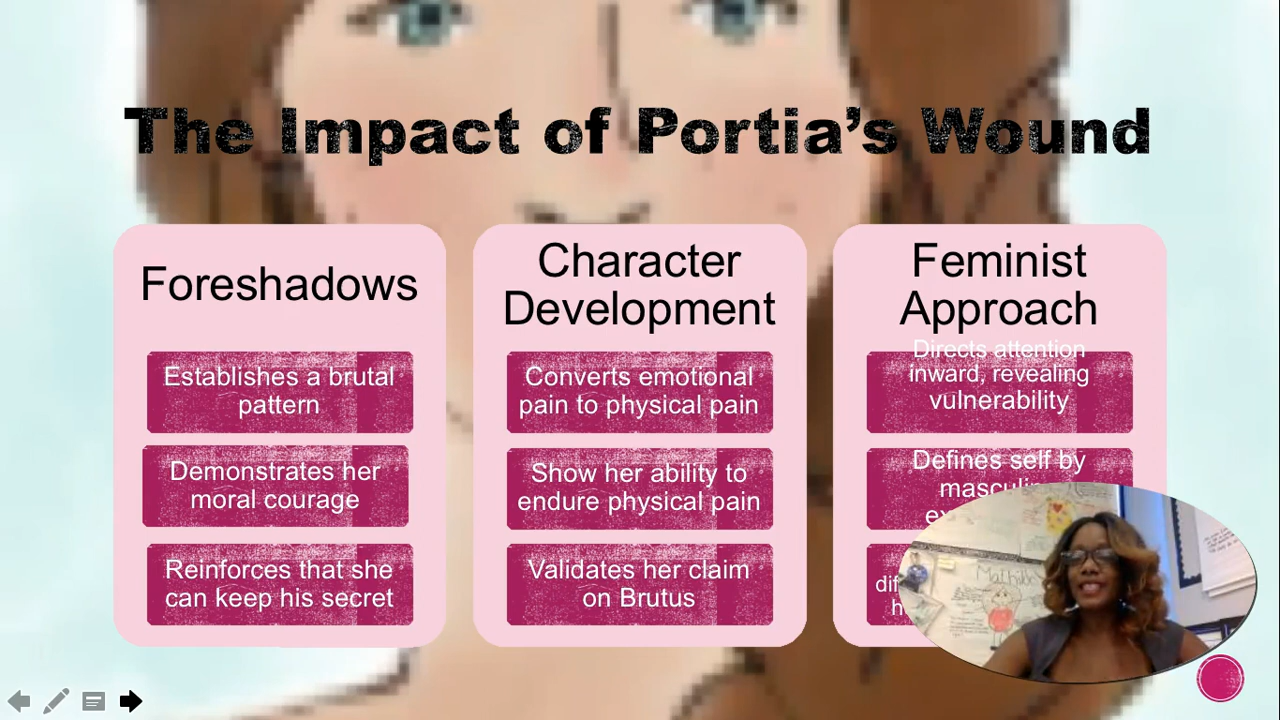 The Impact of Portia’s Wound
Foreshadows
Establishes a brutal
pattern
Demonstrates her
moral courage
Reinforces that she
can keep his secret
Character
Development
Converts emotional
pain to physical pain
Show her ability to
endure physical pain
Validates her claim
on Brutus
Feminist
Approach
Directs attention
inward, revealing
vulnerability
Defines self by